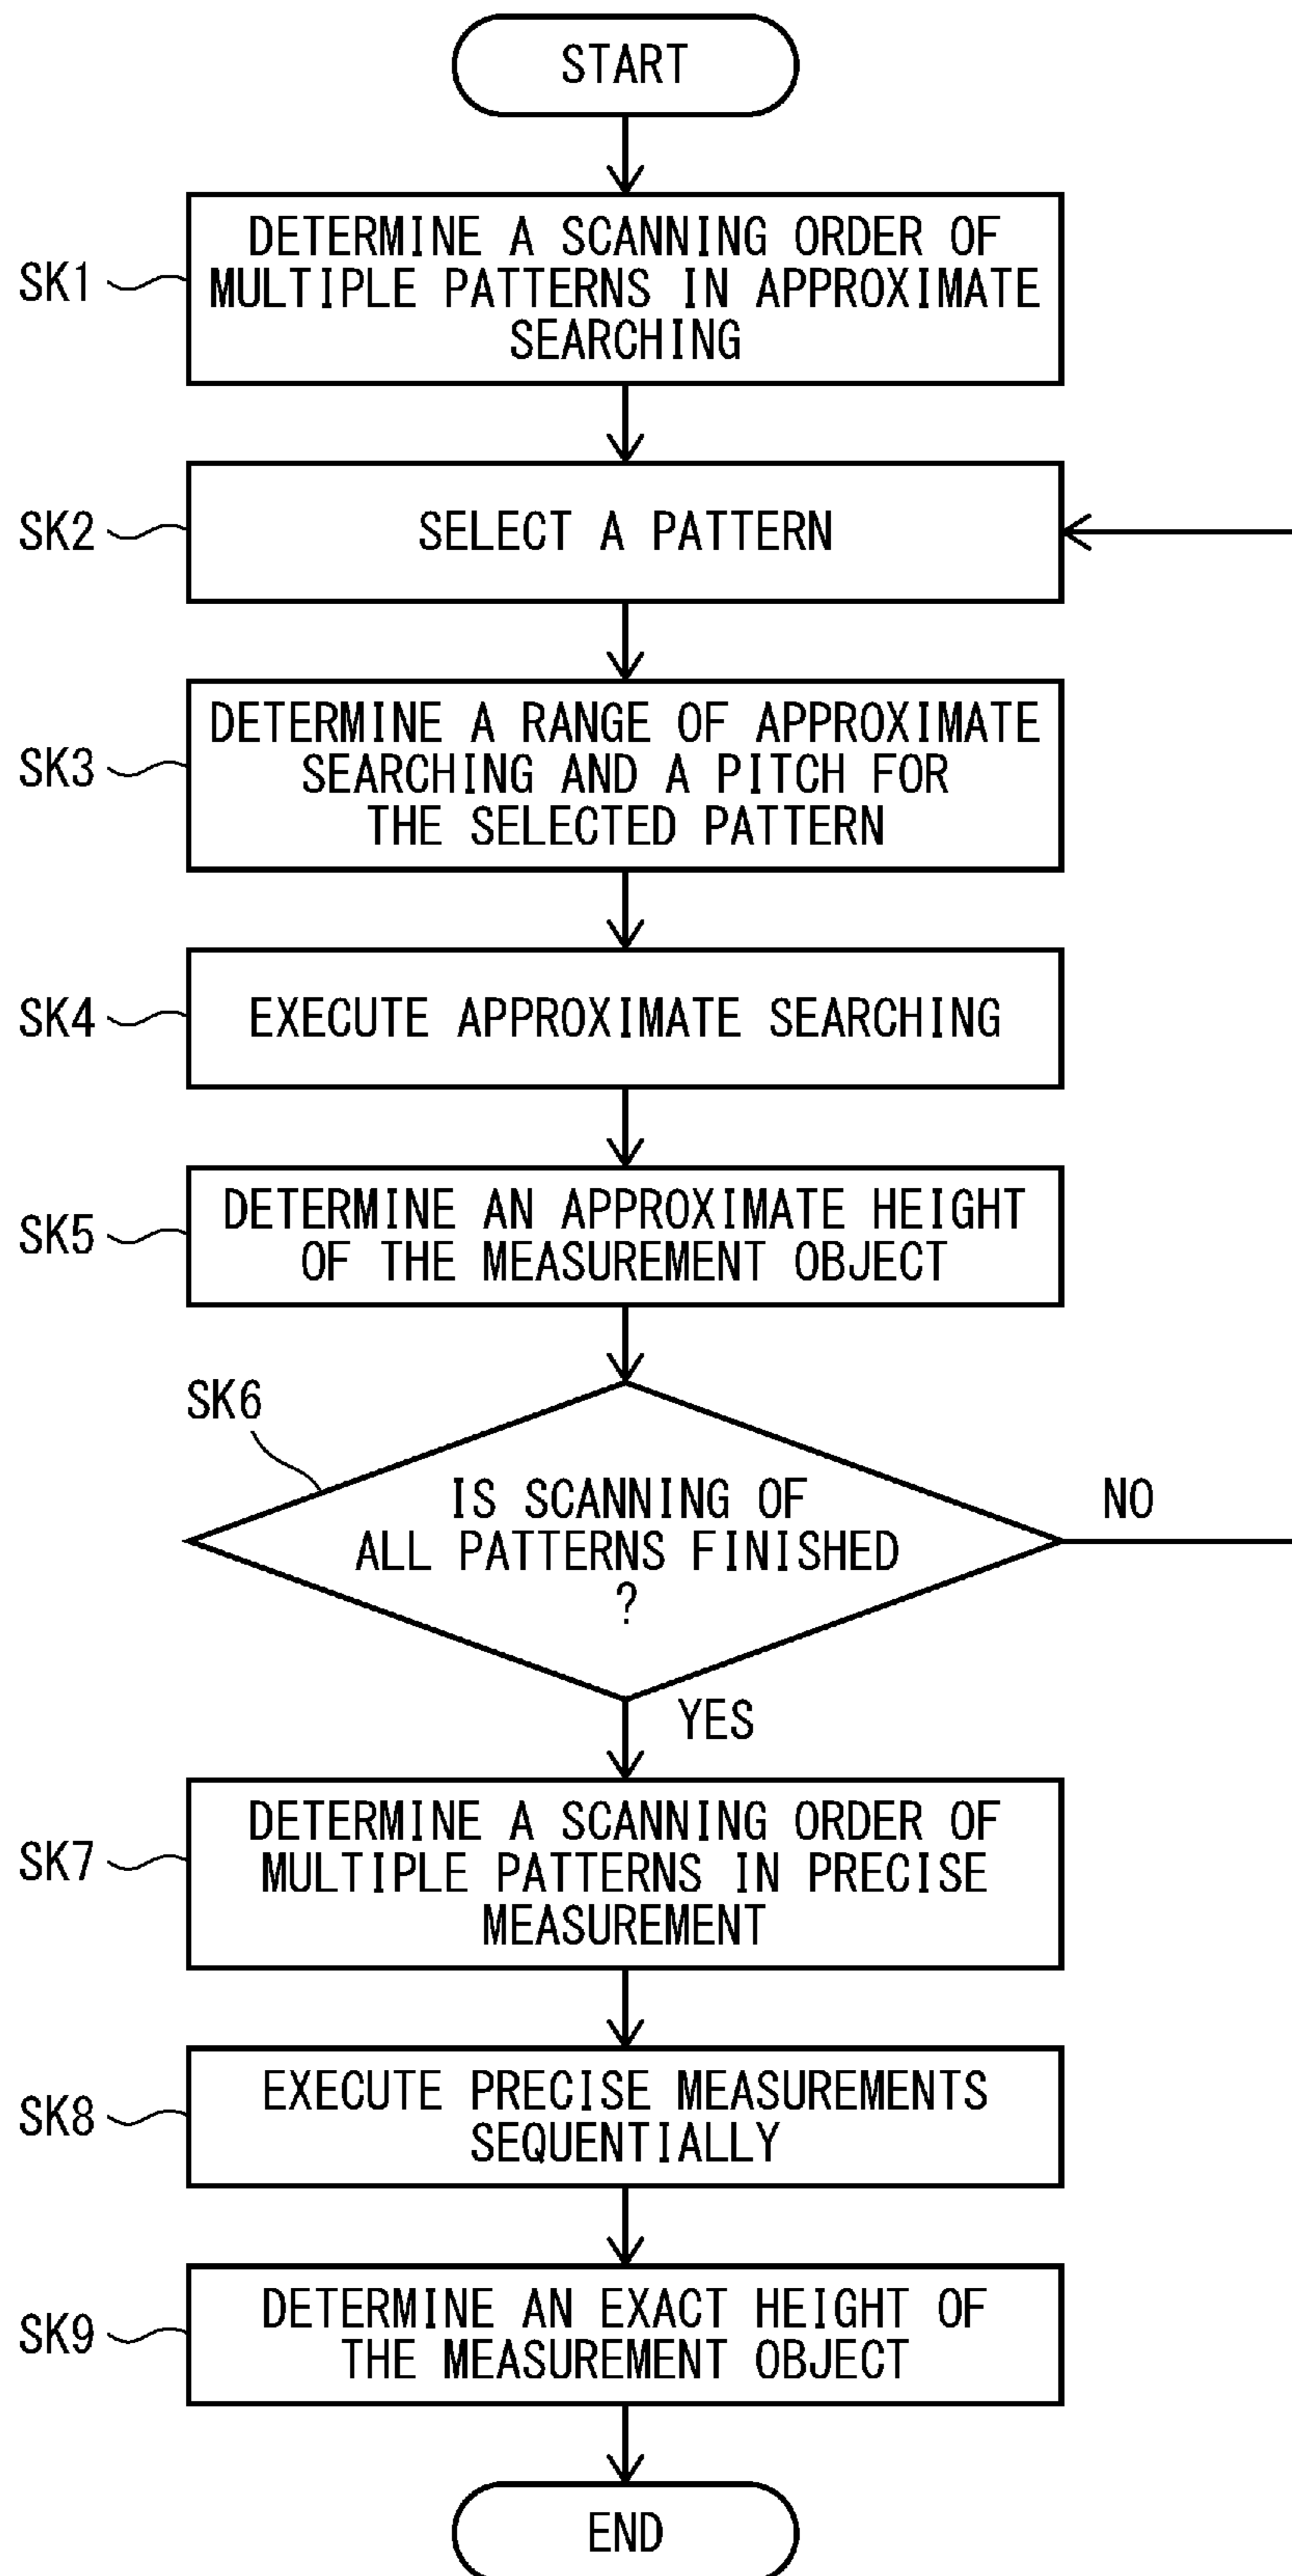 START
SK1
DETERMINE A SCANNING ORDER OF
MULTIPLE PATTERNS IN APPROXIMATE
SEARCHING
SK2
SELECT A PATTERN
SK3
DETERMINE A RANGE OF APPROXIMATE
SEARCHING AND A PITCH FOR
THE SELECTED PATTERN
SK4
EXECUTE APPROXIMATE SEARCHING
SK5
DETERMINE AN APPROXIMATE HEIGHT
OF THE MEASUREMENT OBJECT
SK6
IS SCANNING OF
ALL PATTERNS FINISHED
?
NO
YES
SK7
DETERMINE A SCANNING ORDER OF
MULTIPLE PATTERNS IN PRECISE
MEASUREMENT
SK8
EXECUTE PRECISE MEASUREMENTS
SEQUENTIALLY
SK9
DETERMINE AN EXACT HEIGHT OF
THE MEASUREMENT OBJECT
END